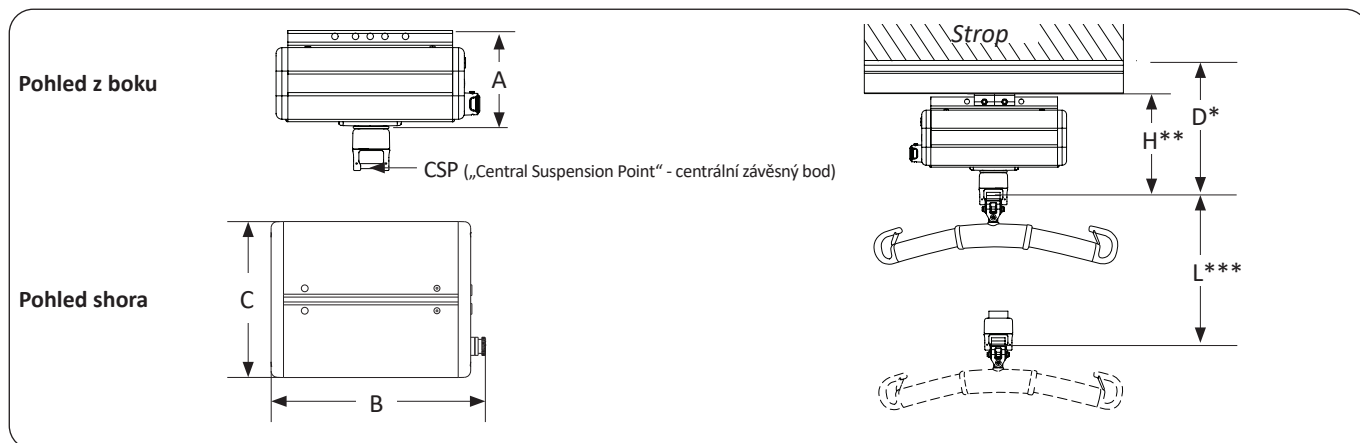 Pohled z boku
A
CSP („Central Suspension Point“ - centrální závěsný bod)
Pohled shora
C
B
Strop
D*
H**
L***